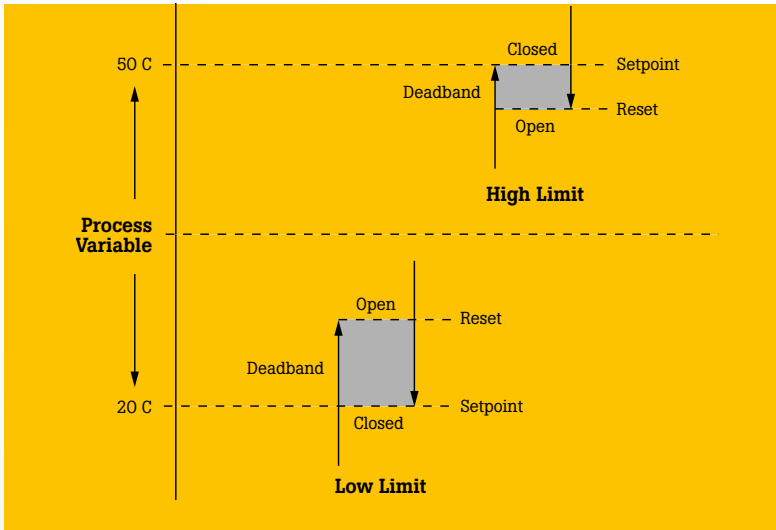 Closed
50 C
Setpoint
Deadband
Reset
Open
High Limit
Process
Variable
Open
Reset
Deadband
20 C
Setpoint
Closed
Low Limit